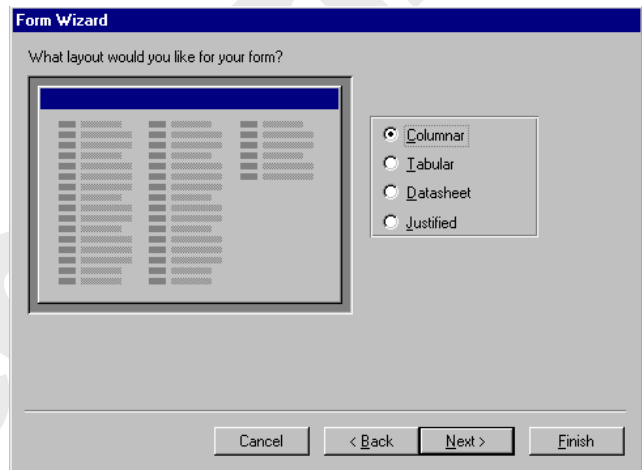 Form Wizard
What layout would you like for your form?
Columnar
Tabular
Datasheet
Justified
Cancel
< Back
Next >
Finish